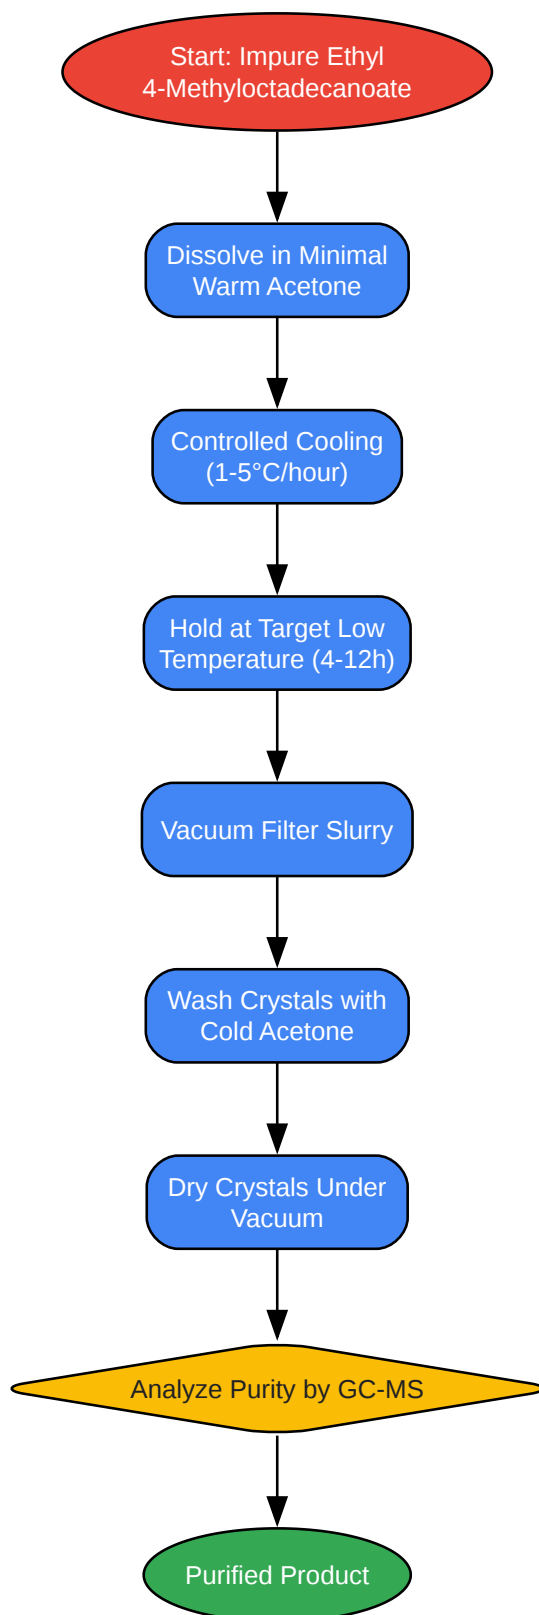 Start: Impure Ethyl
4-Methyloctadecanoate
Dissolve in Minimal
Warm Acetone
Controlled Cooling
(1-5°C/hour)
Hold at Target Low
Temperature (4-12h)
Vacuum Filter Slurry
Wash Crystals with
Cold Acetone
Dry Crystals Under
Vacuum
Analyze Purity by GC-MS
Purified Product